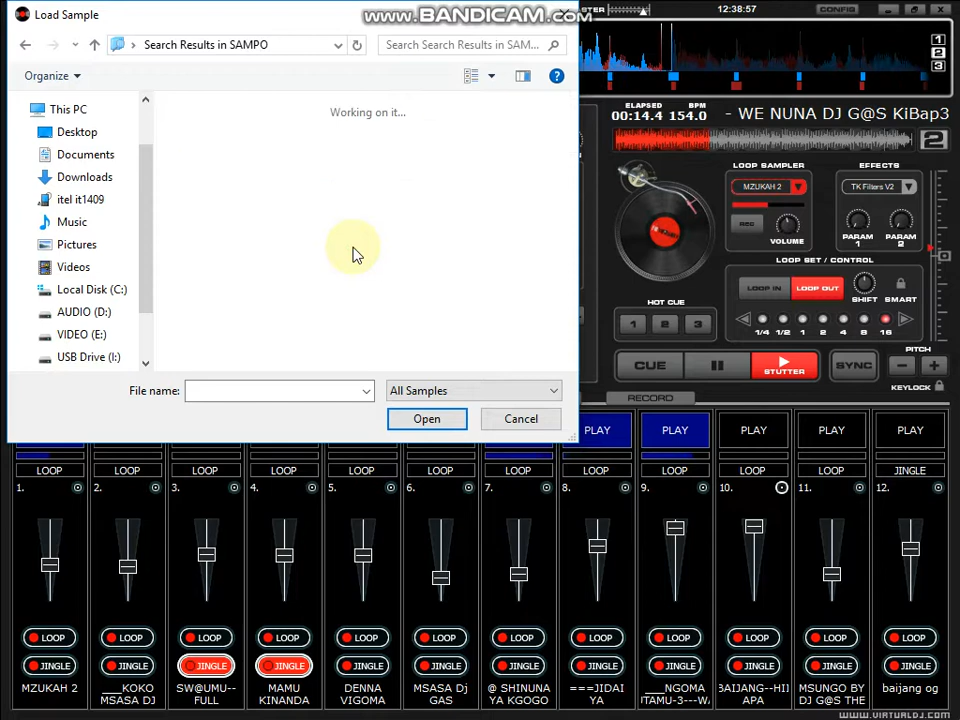 Load Sample
www.BANDICAM.com
STER
CONFIG
Search Results in SAMPO
Search Search Results in SAM...
Organize
1
2
3
This PC
Desktop
Documents
Downloads
itel it1409
Music
Pictures
Videos
Local Disk (C:)
AUDIO (D:)
VIDEO (E:)
USB Drive (I:)
Working on it...
File name:
All Samples
Open
Cancel
ELAPSED BPM
00:14.4 154.0
- WE NUNA DJ G@S KiBap3
2
LOOP SAMPLER
EFFECTS
MZUKAH 2
TK Filters V2
REC
VOLUME
PARAM 1
PARAM 2
LOOP SET / CONTROL
LOOP IN
LOOP OUT
SHIFT
SMART
HOT CUE
1 2 3
1/4 1/2 1 2 4 8 16
PITCH
CUE
STUTTER
SYNC
KEYLOCK
RECORD
PLAY PLAY PLAY PLAY PLAY
LOOP LOOP LOOP LOOP LOOP LOOP LOOP LOOP LOOP LOOP LOOP JINGLE
1. 2. 3. 4. 5. 6. 7. 8. 9. 10. 11. 12.
LOOP LOOP LOOP LOOP LOOP LOOP LOOP LOOP LOOP LOOP LOOP LOOP
JINGLE JINGLE JINGLE JINGLE JINGLE JINGLE JINGLE JINGLE JINGLE JINGLE JINGLE JINGLE
MZUKAH 2
___KOKO MSASA DJ
SW@UMU-- FULL
MAMU KINANDA
DENNA VIGOMA
MSASA Dj GAS
@ SHINUNA YA KGOGO
===JIDAI YA
___NGOMA
BAIJANG--HI
APA
MSUNGO BY DJ G@S THE
baijang og
12:38:57
www.VIRTUALDJ.com